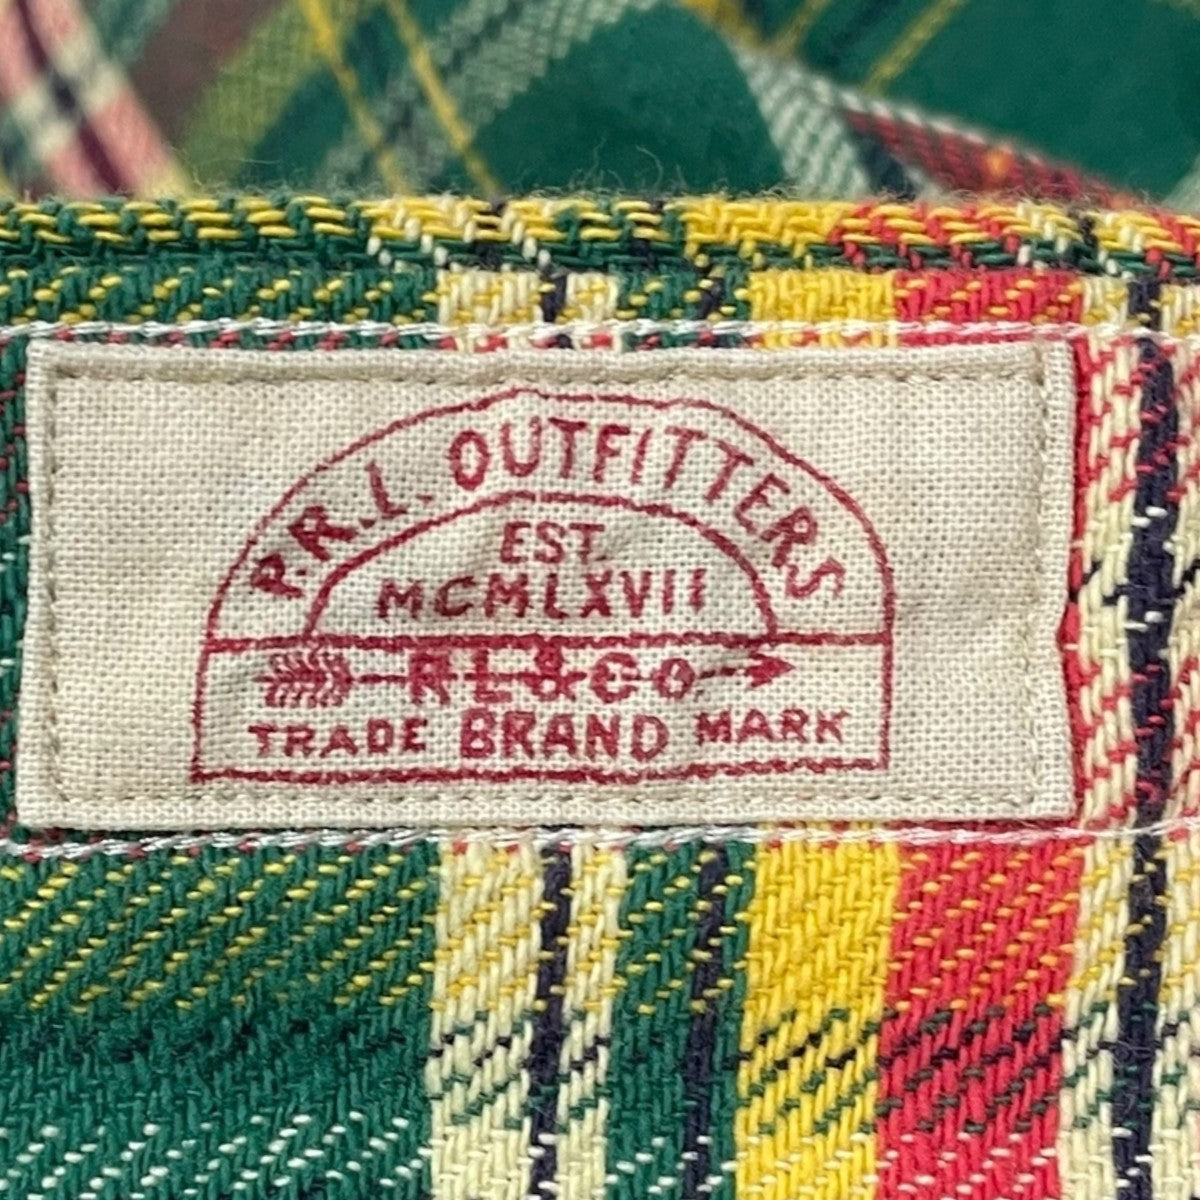 P.R.L. OUTFITTERS
EST.
MCMLXVII
RL&Co.
TRADE BRAND MARK